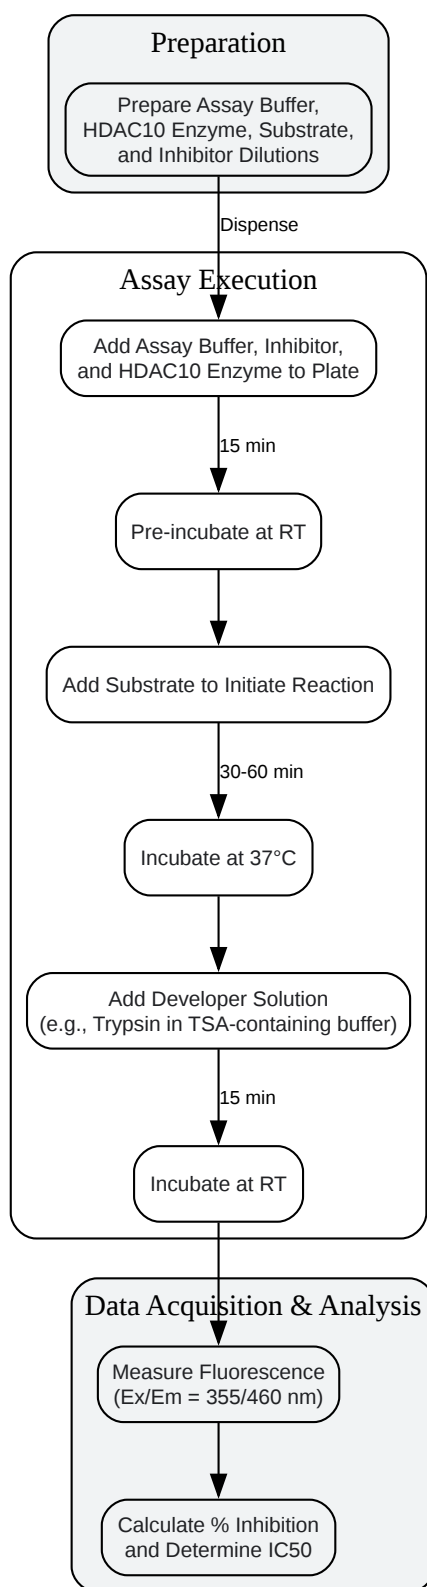 Preparation
Prepare Assay Buffer,
HDAC10 Enzyme, Substrate,
and Inhibitor Dilutions
Dispense
Assay Execution
Add Assay Buffer, Inhibitor,
and HDAC10 Enzyme to Plate
15 min
Pre-incubate at RT
Add Substrate to Initiate Reaction
30-60 min
Incubate at 37°C
Add Developer Solution
(e.g., Trypsin in TSA-containing buffer)
15 min
Incubate at RT
Data Acquisition & Analysis
Measure Fluorescence
(Ex/Em = 355/460 nm)
Calculate % Inhibition
and Determine IC50